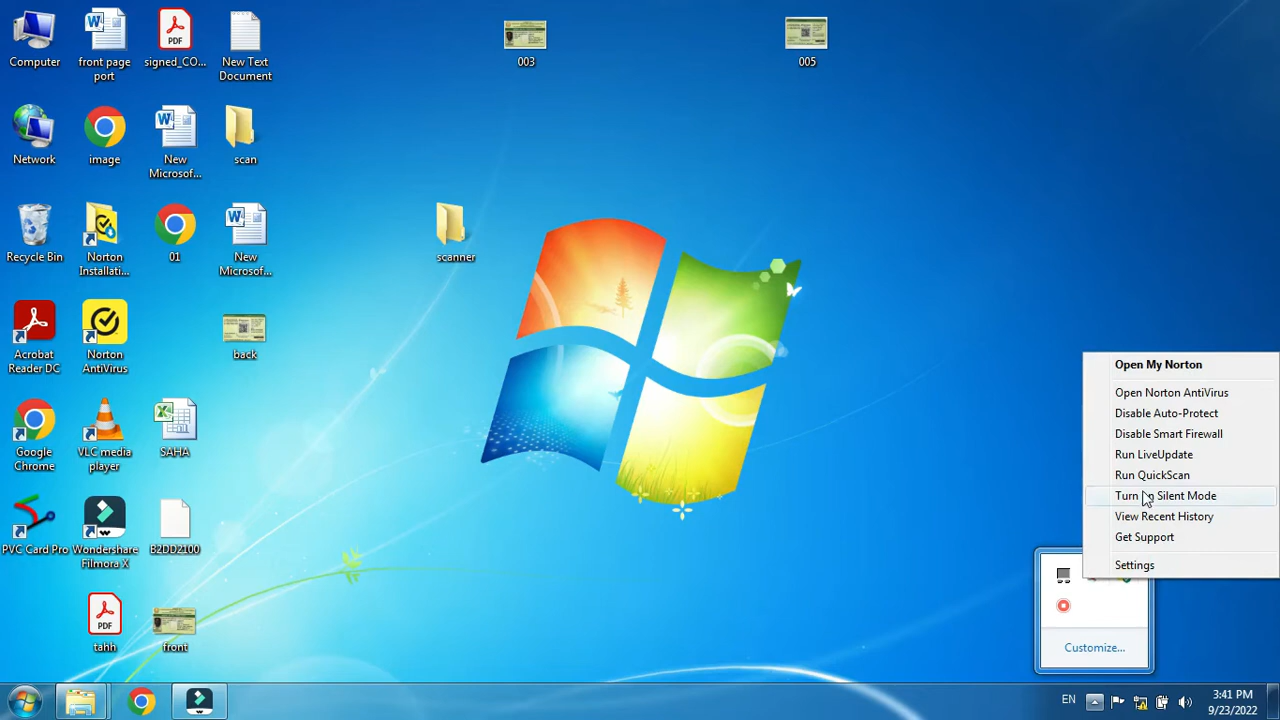 Computer
front page
port
signed_CO...
New Text
Document
003
005
Network
image
New
Microsof...
scan
Recycle Bin
Norton
Installati...
01
New
Microsof...
scanner
Acrobat
Reader DC
Norton
AntiVirus
back
Google
Chrome
VLC media
player
SAHA
PVC Card Pro
Wondershare
Filmora X
B2DD2100
tahh
front
PDF
PDF
Open My Norton
Open Norton AntiVirus
Disable Auto-Protect
Disable Smart Firewall
Run LiveUpdate
Run QuickScan
Turn on Silent Mode
View Recent History
Get Support
Settings
Customize...
EN
3:41 PM
9/23/2022